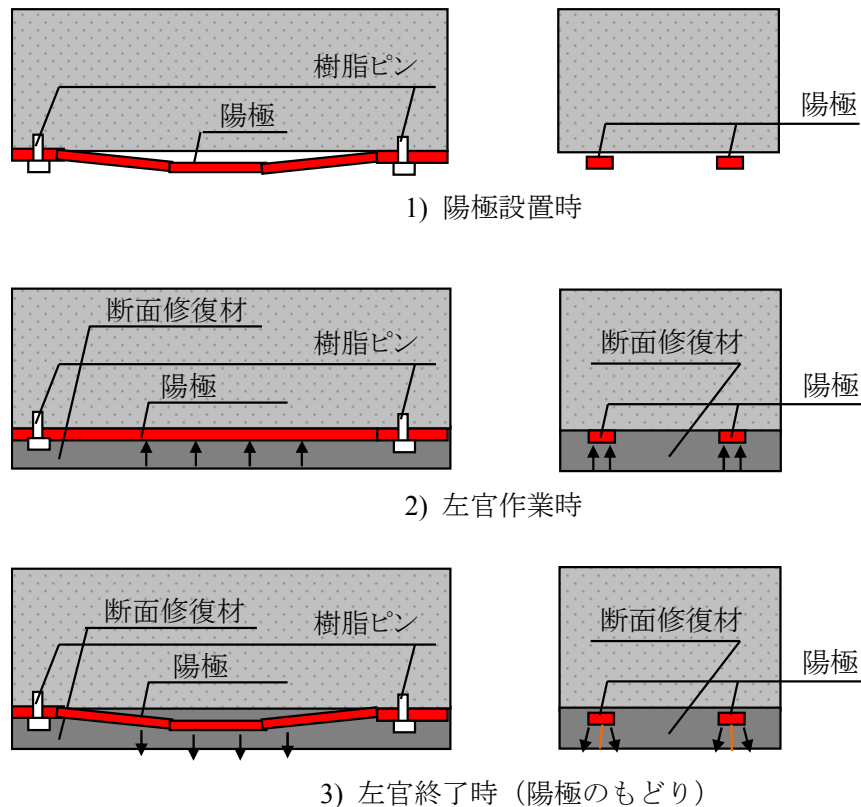 樹脂ピン
陽極
陽極
1) 陽極設置時
断面修復材
樹脂ピン
陽極
断面修復材
陽極
2) 左官作業時
断面修復材
樹脂ピン
陽極
断面修復材
陽極
3) 左官終了時（陽極のもどり）